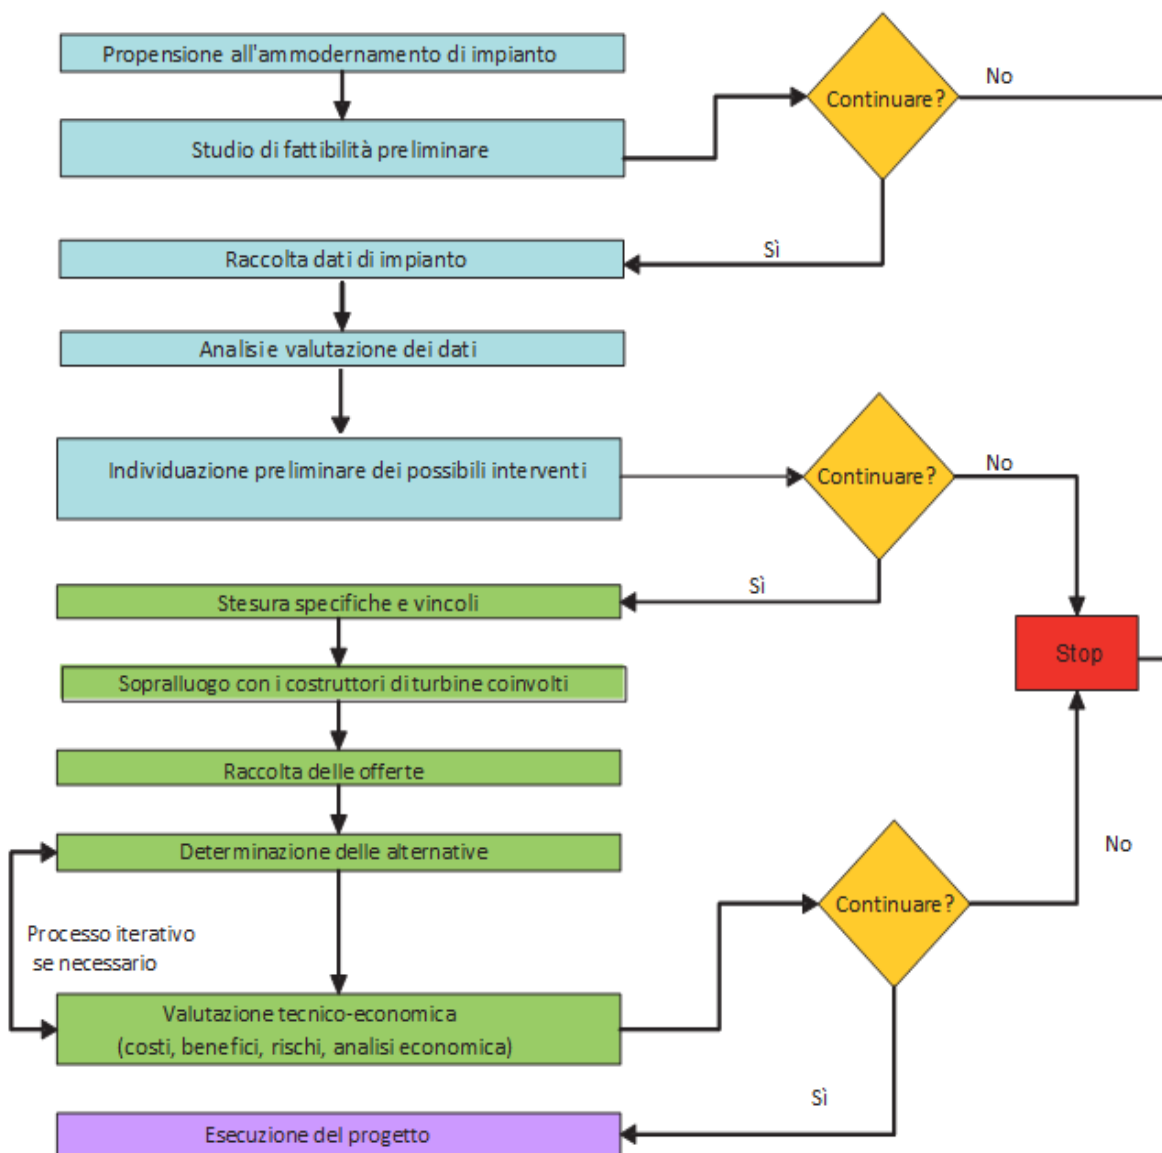 Propensione all'ammodernamento di impianto
Continuare?
No
Studio di fattibilità preliminare
Sì
Raccolta dati di impianto
Analisi e valutazione dei dati
Individuazione preliminare dei possibili interventi
Continuare?
No
Sì
Stesura specifiche e vincoli
Stop
Sopralluogo con i costruttori di turbine coinvolti
Raccolta delle offerte
Determinazione delle alternative
No
Continuare?
Processo iterativo
se necessario
Valutazione tecnico-economica
(costi, benefici, rischi, analisi economica)
Sì
Esecuzione del progetto